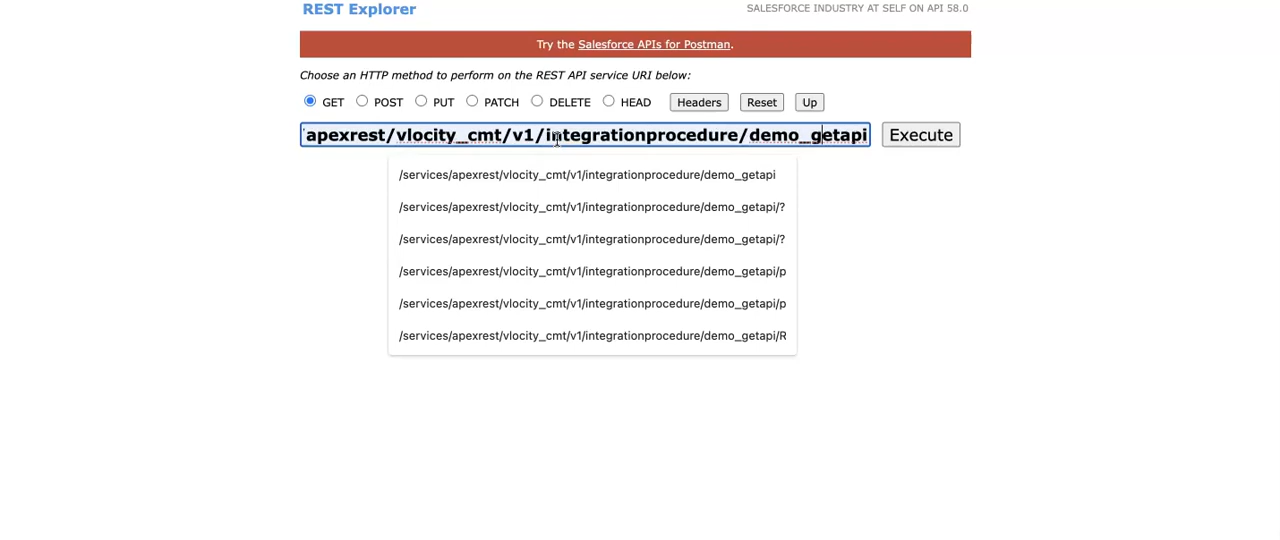 REST Explorer
SALESFORCE INDUSTRY AT SELF ON API 58.0
Try the Salesforce APIs for Postman.
Choose an HTTP method to perform on the REST API service URI below:
GET POST PUT PATCH DELETE HEAD Headers Reset Up
apexrest/vlocity_cmt/v1/integrationprocedure/demo_getapi Execute
/services/apexrest/vlocity_cmt/v1/integrationprocedure/demo_getapi
/services/apexrest/vlocity_cmt/v1/integrationprocedure/demo_getapi/?
/services/apexrest/vlocity_cmt/v1/integrationprocedure/demo_getapi/?
/services/apexrest/vlocity_cmt/v1/integrationprocedure/demo_getapi/p
/services/apexrest/vlocity_cmt/v1/integrationprocedure/demo_getapi/p
/services/apexrest/vlocity_cmt/v1/integrationprocedure/demo_getapi/R